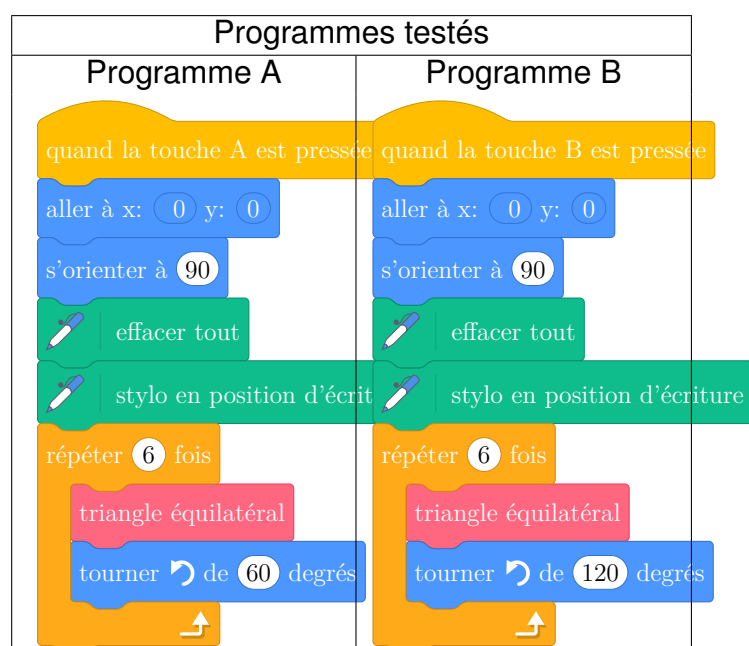 Programmes testés
Programme A
Programme B
quand la touche A est pressée
aller à x: 0 y: 0
s'orienter à 90
effacer tout
stylo en position d'écrit
répéter 6 fois
triangle équilatéral
tourner de 60 degrés
quand la touche B est pressée
aller à x: 0 y: 0
s'orienter à 90
effacer tout
stylo en position d'écriture
répéter 6 fois
triangle équilatéral
tourner de 120 degrés